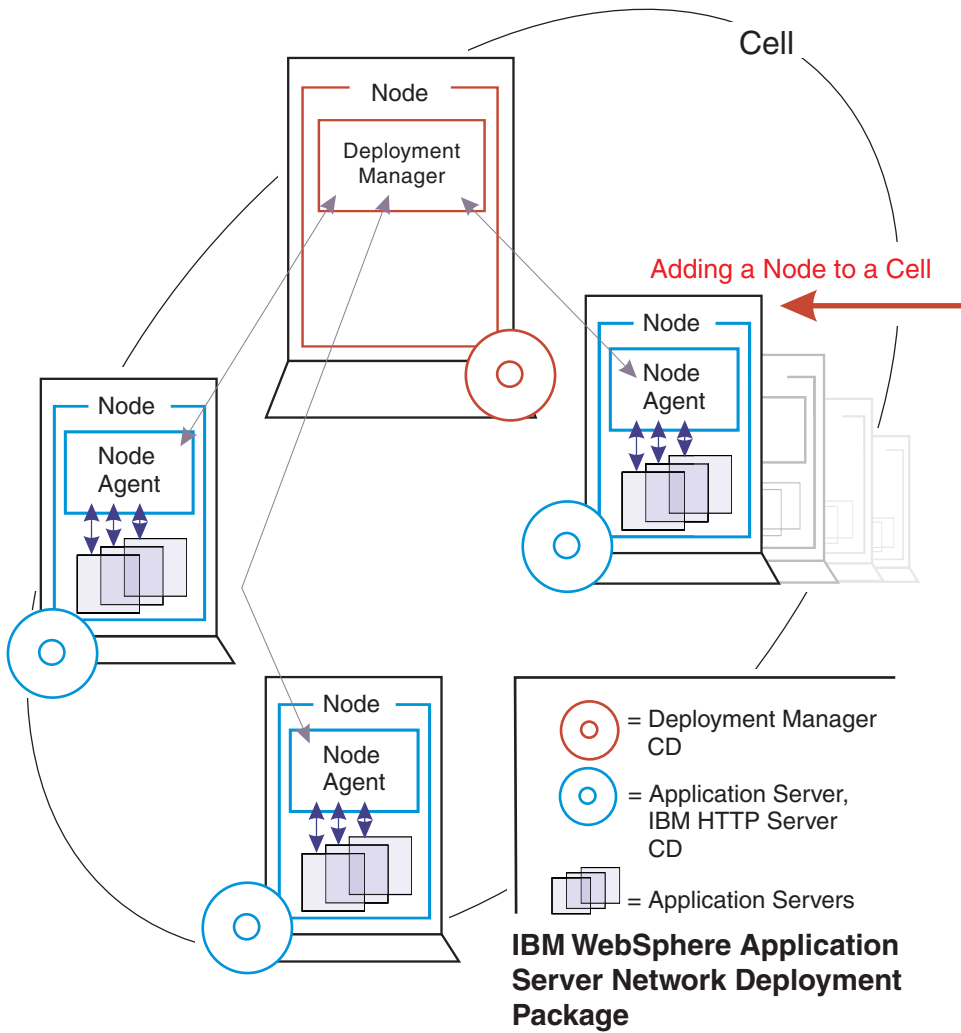 Cell
Node
Deployment
Manager
Adding a Node to a Cell
Node
Node
Agent
Node
Node
Agent
Node
Node
Agent
= Deployment Manager
CD
= Application Server,
IBM HTTP Server
CD
= Application Servers
IBM WebSphere Application
Server Network Deployment
Package